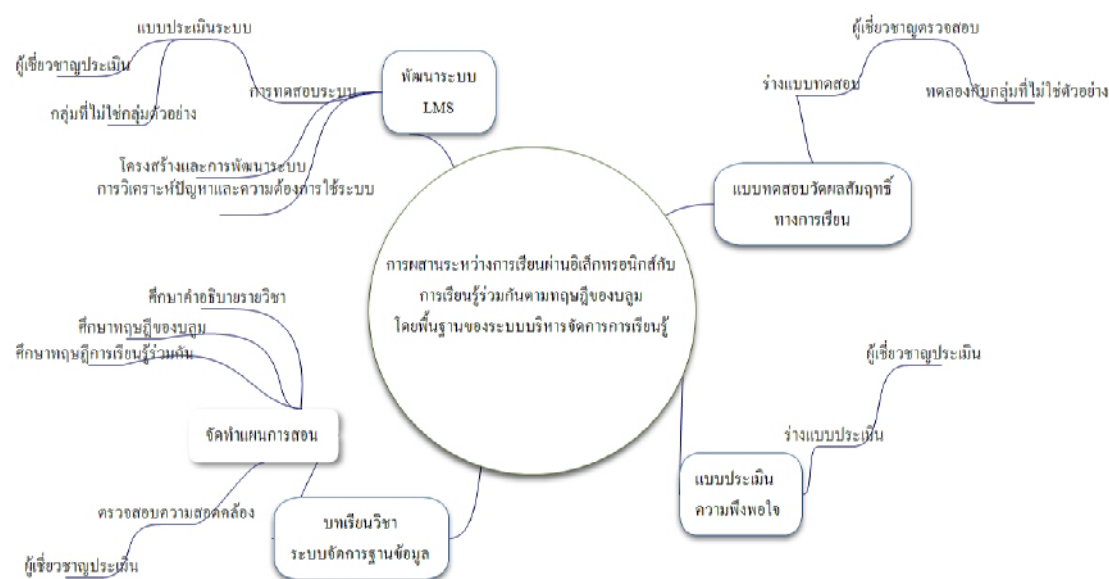 แบบประเมินระบบ
ผู้เชี่ยวชาญประเมิน
การทดสอบระบบ
กลุ่มที่ไม่ใช่กลุ่มตัวอย่าง
พัฒนาระบบ
LMS
โครงสร้างและการพัฒนาระบบ
การวิเคราะห์ปัญหาและความต้องการใช้ระบบ
ผู้เชี่ยวชาญตรวจสอบ
ร่างแบบทดสอบ
ทดลองกับกลุ่มที่ไม่ใช่ตัวอย่าง
แบบทดสอบวัดผลสัมฤทธิ์
ทางการเรียน
การผสานระหว่างการเรียนผ่านอิเล็กทรอนิกส์กับ
การเรียนรู้ร่วมกันตามทฤษฎีของบลูม
โดยพื้นฐานของระบบบริหารจัดการการเรียนรู้
ศึกษาคำอธิบายรายวิชา
ศึกษาทฤษฎีของบลูม
ศึกษาทฤษฎีการเรียนรู้ร่วมกัน
จัดทำแผนการสอน
ตรวจสอบความสอดคล้อง
ผู้เชี่ยวชาญประเมิน
บทเรียนวิชา
ระบบจัดการฐานข้อมูล
ผู้เชี่ยวชาญประเมิน
ร่างแบบประเมิน
แบบประเมิน
ความพึงพอใจ